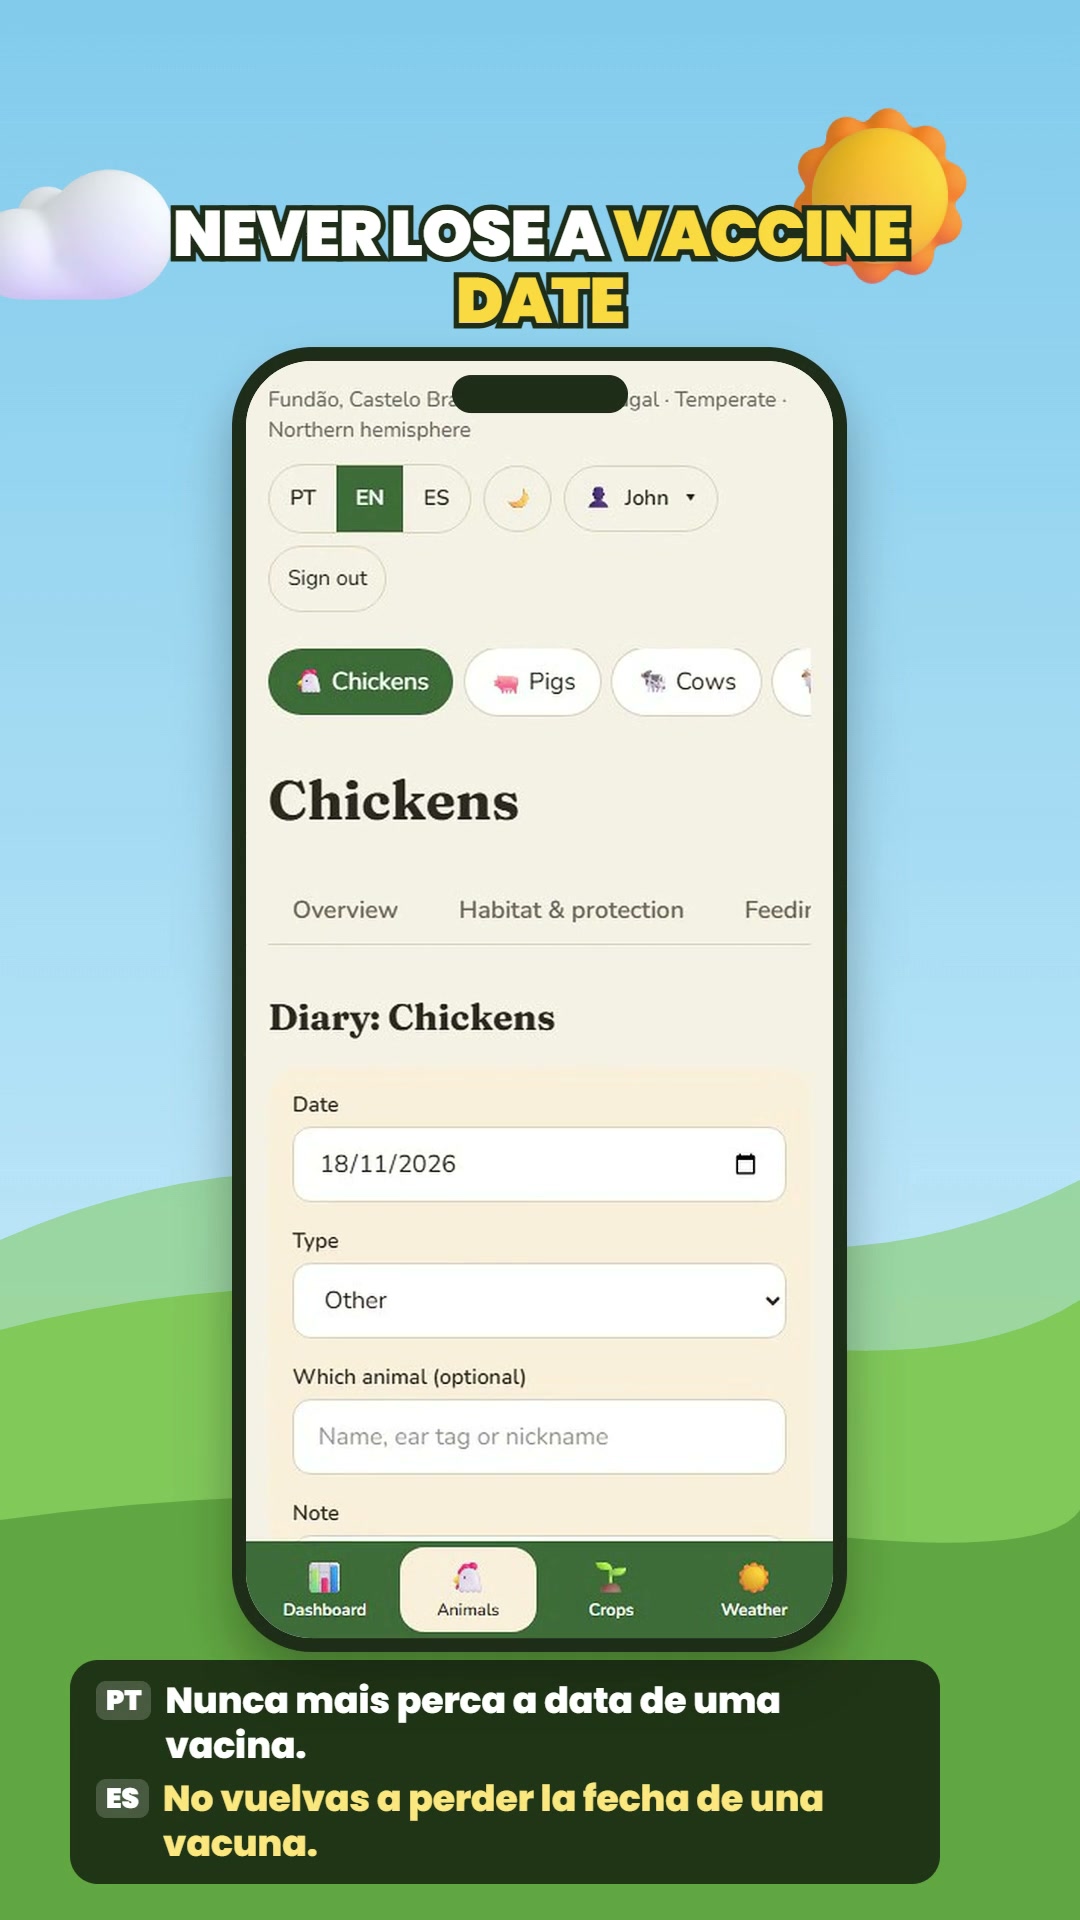 NEVER LOSE A VACCINE
DATE
Fundão, Castelo · Temperate ·
Northern hemisphere
PT EN ES John
Sign out
Chickens Pigs Cows
Chickens
Overview Habitat & protection
Diary: Chickens
Date
18/11/2026
Type
Other
Which animal (optional)
Name, ear tag or nickname
Note
Dashboard Animals Crops Weather
PT Nunca mais perca a data de uma
vacina.
ES No vuelvas a perder la fecha de una
vacuna.